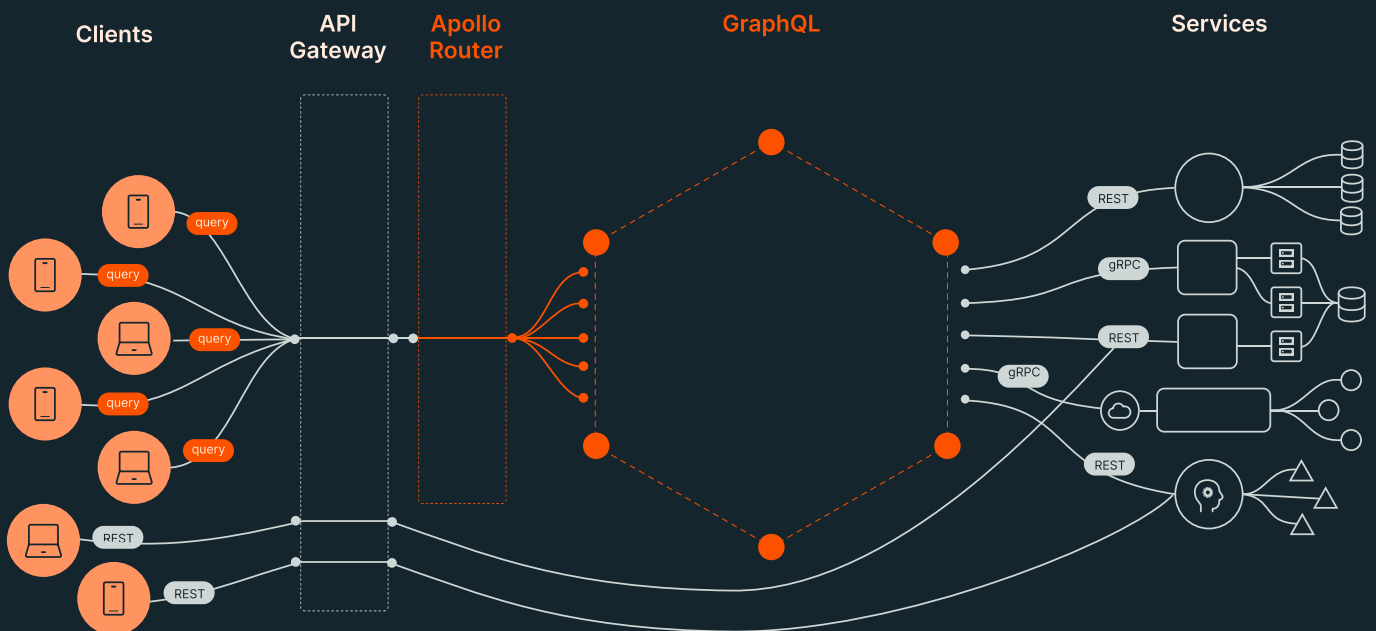 Clients
API
Gateway
Apollo
Router
GraphQL
Services
query
query
query
query
query
REST
REST
REST
gRPC
REST
gRPC
REST